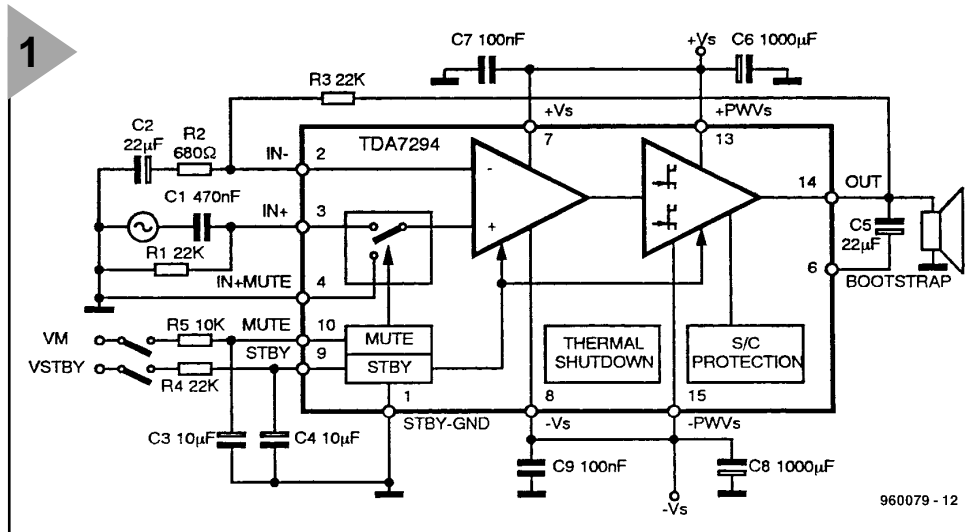 1
C7 100nF
+Vs
C6 1000µF
R3 22K
+Vs
+PWVs
C2
22µF
R2
680Ω
IN-
2
TDA7294
7
13
C1 470nF
-
14
OUT
IN+
3
+
R1 22K
C5
22µF
IN+MUTE
4
6
BOOTSTRAP
VM
R5 10K
MUTE
10
MUTE
THERMAL
SHUTDOWN
S/C
PROTECTION
VSTBY
R4 22K
STBY
9
STBY
1
8
15
STBY-GND
-Vs
-PWVs
C3 10µF
C4 10µF
C9 100nF
C8 1000µF
-Vs
960079 - 12